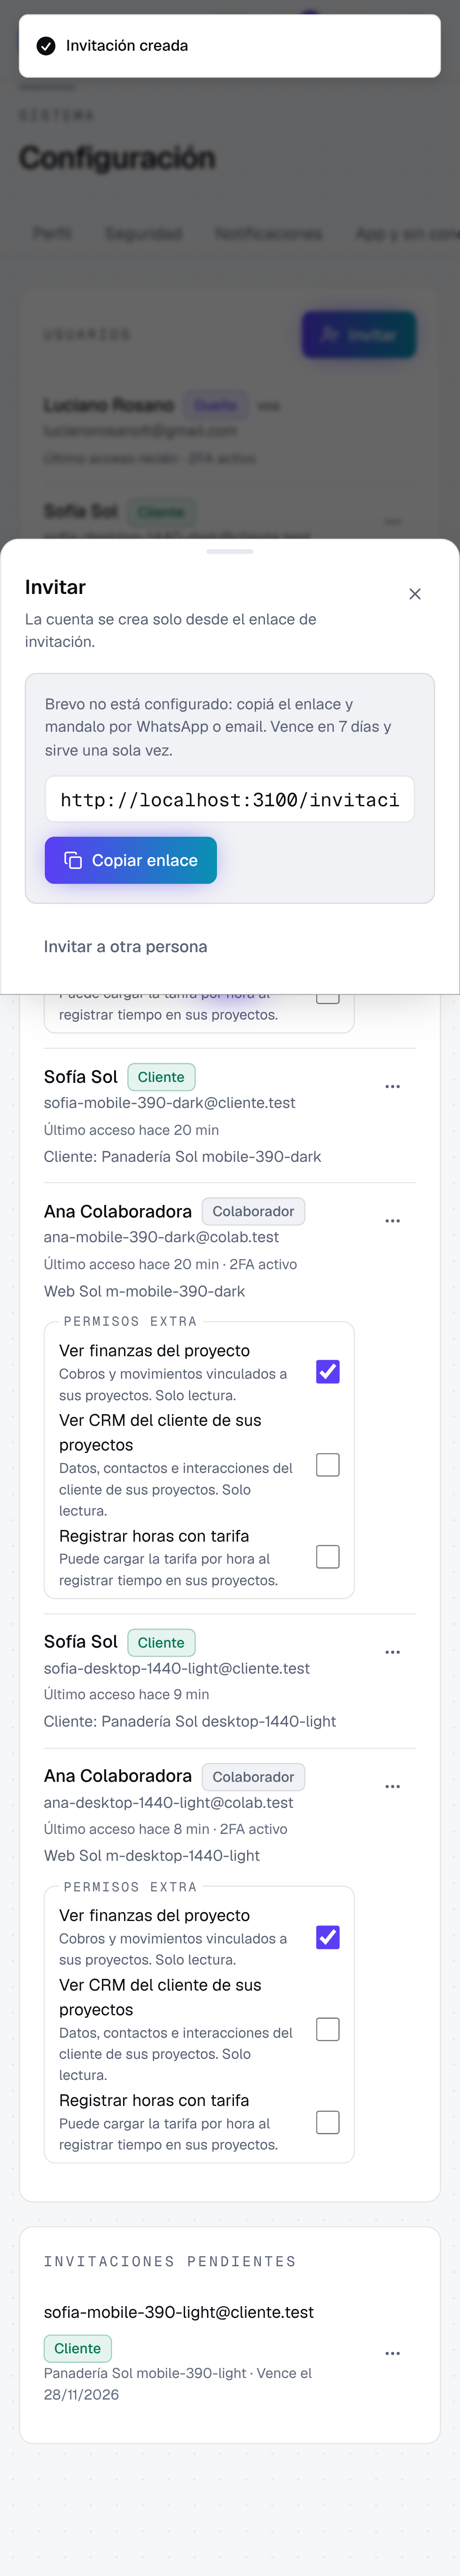 Invitación creada
SISTEMA
Configuración
Perfil
Seguridad
Notificaciones
App y sin cone
USUARIOS
Invitar
Luciano Rosano
Dueño
vos
Último acceso recién · 2FA activo
Sofía Sol
Cliente
Invitar
La cuenta se crea solo desde el enlace de
invitación.
Brevo no está configurado: copiá el enlace y
mandalo por WhatsApp o email. Vence en 7 días y
sirve una sola vez.
http://localhost:3100/invitaci
Copiar enlace
Invitar a otra persona
Puede cargar la tarifa por hora al
registrar tiempo en sus proyectos.
Sofía Sol
Cliente
sofia-mobile-390-dark@cliente.test
Último acceso hace 20 min
Cliente: Panadería Sol mobile-390-dark
Ana Colaboradora
Colaborador
ana-mobile-390-dark@colab.test
Último acceso hace 20 min · 2FA activo
Web Sol m-mobile-390-dark
PERMISOS EXTRA
Ver finanzas del proyecto
Cobros y movimientos vinculados a
sus proyectos. Solo lectura.
Ver CRM del cliente de sus
proyectos
Datos, contactos e interacciones del
cliente de sus proyectos. Solo
lectura.
Registrar horas con tarifa
Puede cargar la tarifa por hora al
registrar tiempo en sus proyectos.
Sofía Sol
Cliente
sofia-desktop-1440-light@cliente.test
Último acceso hace 9 min
Cliente: Panadería Sol desktop-1440-light
Ana Colaboradora
Colaborador
ana-desktop-1440-light@colab.test
Último acceso hace 8 min · 2FA activo
Web Sol m-desktop-1440-light
PERMISOS EXTRA
Ver finanzas del proyecto
Cobros y movimientos vinculados a
sus proyectos. Solo lectura.
Ver CRM del cliente de sus
proyectos
Datos, contactos e interacciones del
cliente de sus proyectos. Solo
lectura.
Registrar horas con tarifa
Puede cargar la tarifa por hora al
registrar tiempo en sus proyectos.
INVITACIONES PENDIENTES
sofia-mobile-390-light@cliente.test
Cliente
Panadería Sol mobile-390-light · Vence el
28/11/2026